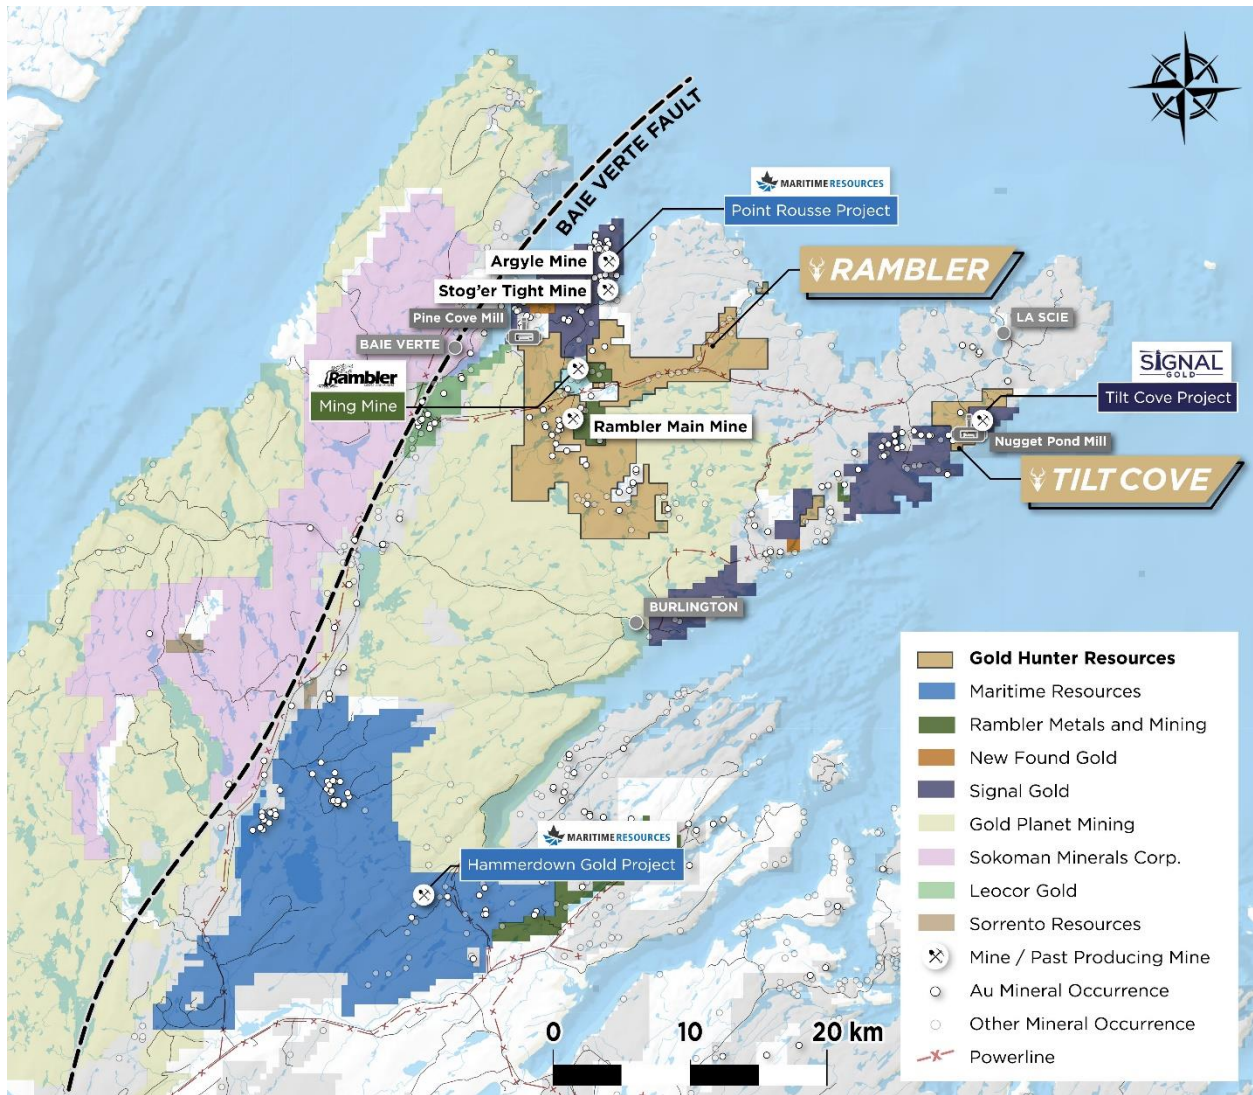 BAIE VERTE FAULT
MARITIMERESOURCES
Point Rousse Project
Argyle Mine
Stog'er Tight Mine
RAMBLER
Pine Cove Mill
BAIE VERTE
LA SCIE
Rambler
Ming Mine
SIGNAL
GOLD
Tilt Cove Project
Rambler Main Mine
Nugget Pond Mill
TILT COVE
BURLINGTON
MARITIMERESOURCES
Hammerdown Gold Project
Gold Hunter Resources
Maritime Resources
Rambler Metals and Mining
New Found Gold
Signal Gold
Gold Planet Mining
Sokoman Minerals Corp.
Leocor Gold
Sorrento Resources
Mine / Past Producing Mine
Au Mineral Occurrence
Other Mineral Occurrence
Powerline
0 10 20 km